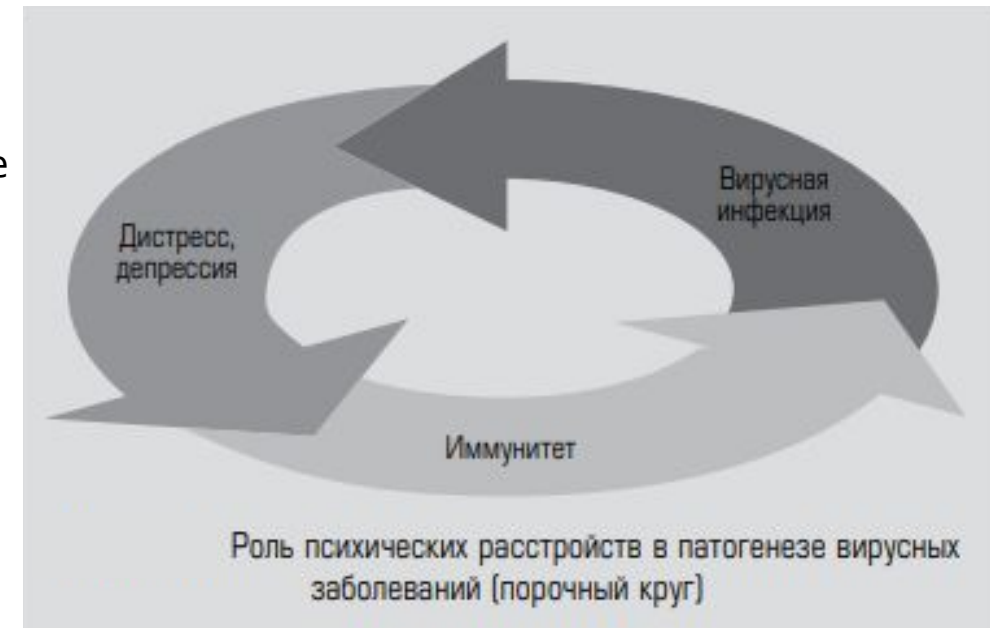 е
Вирусная
инфекция
Дистресс,
депрессия
Иммунитет
Роль психических расстройств в патогенезе вирусных
заболеваний (порочный круг)